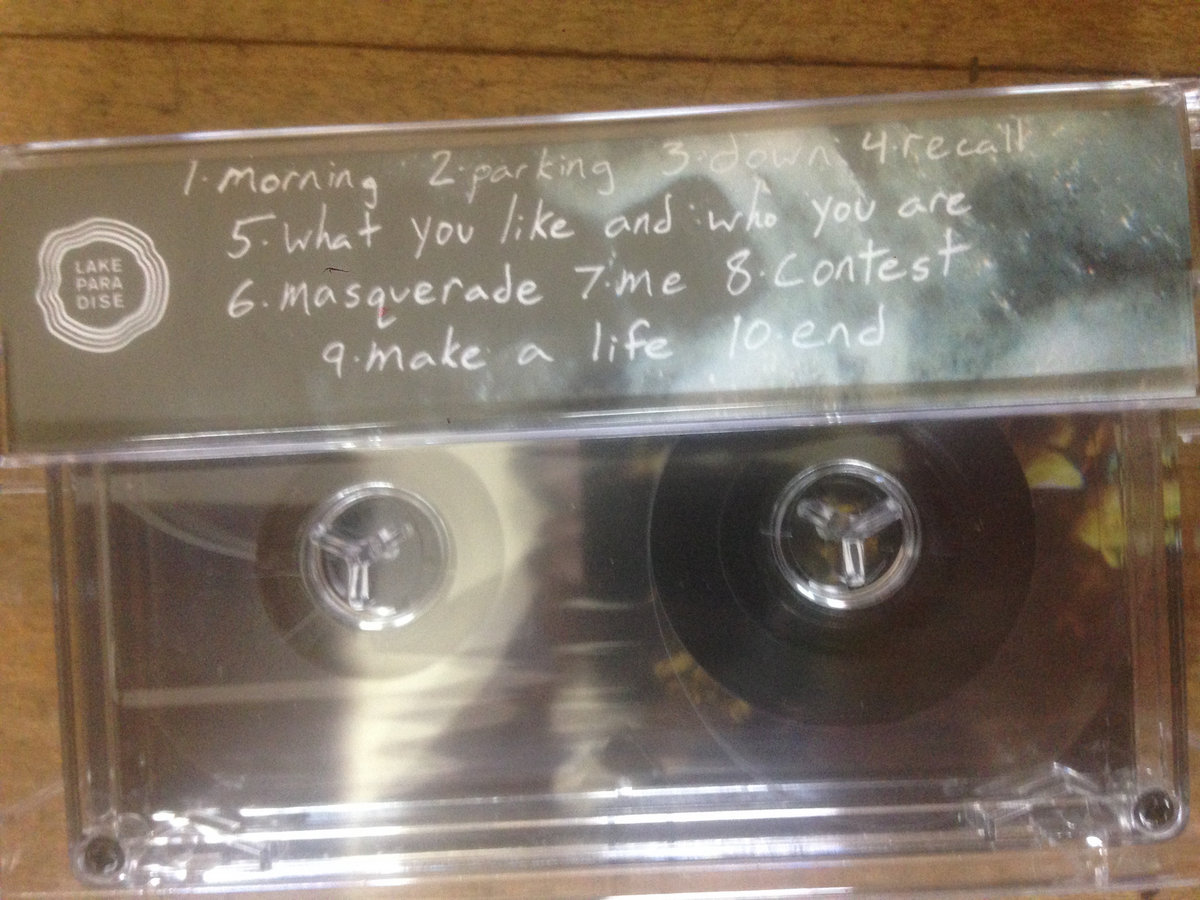 LAKE
PARA
DISE
1·morning 2·parking 3·down 4·recall
5·what you like and who you are
6·masquerade 7·me 8·contest
9·make a life 10·end